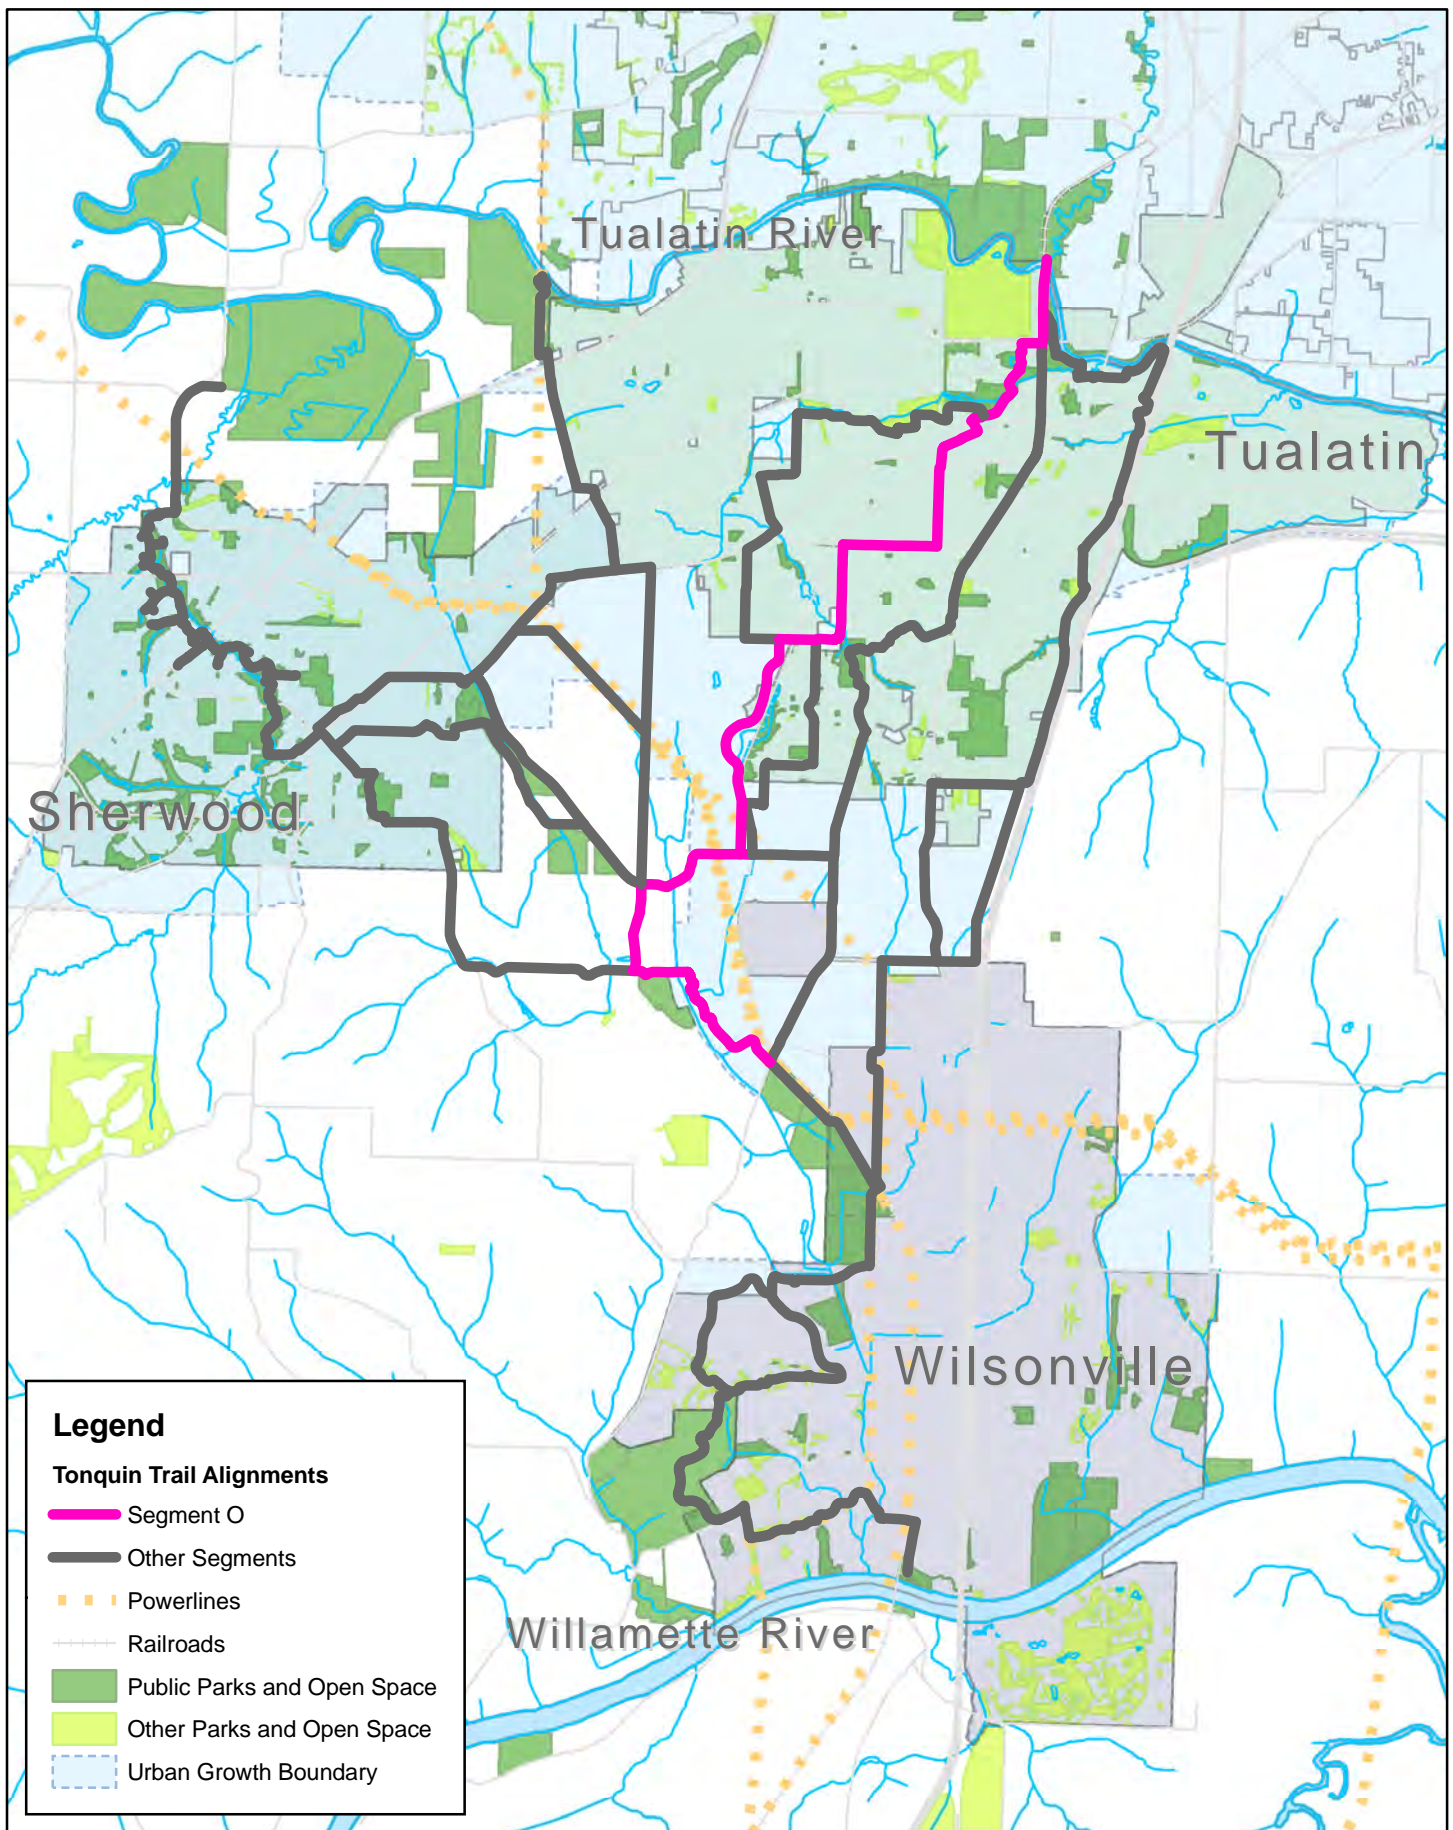 Tualatin River
Tualatin
Sherwood
Wilsonville
Willamette River
Legend
Tonquin Trail Alignments
Segment O
Other Segments
Powerlines
Railroads
Public Parks and Open Space
Other Parks and Open Space
Urban Growth Boundary